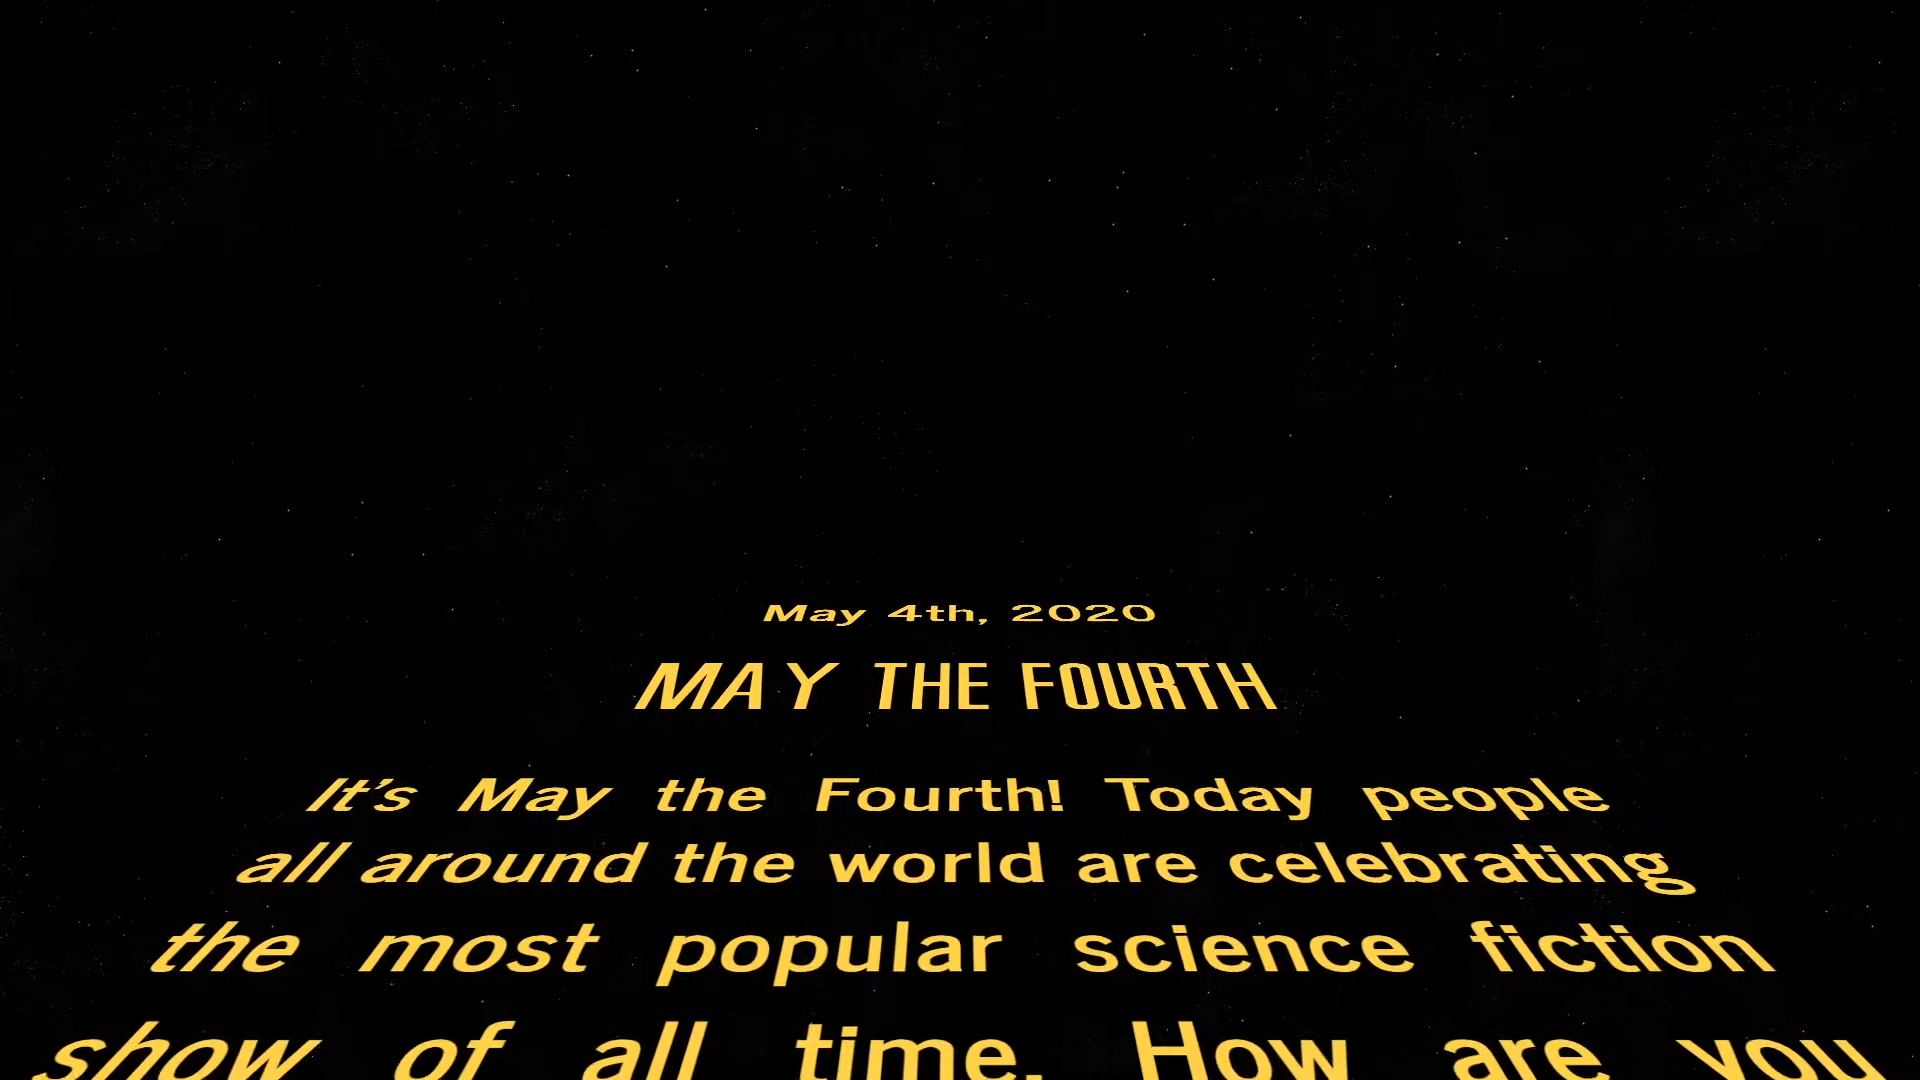 May 4th, 2020
MAY THE FOURTH
It’s May the Fourth! Today people
all around the world are celebrating
the most popular science fiction
show of all time. How are you